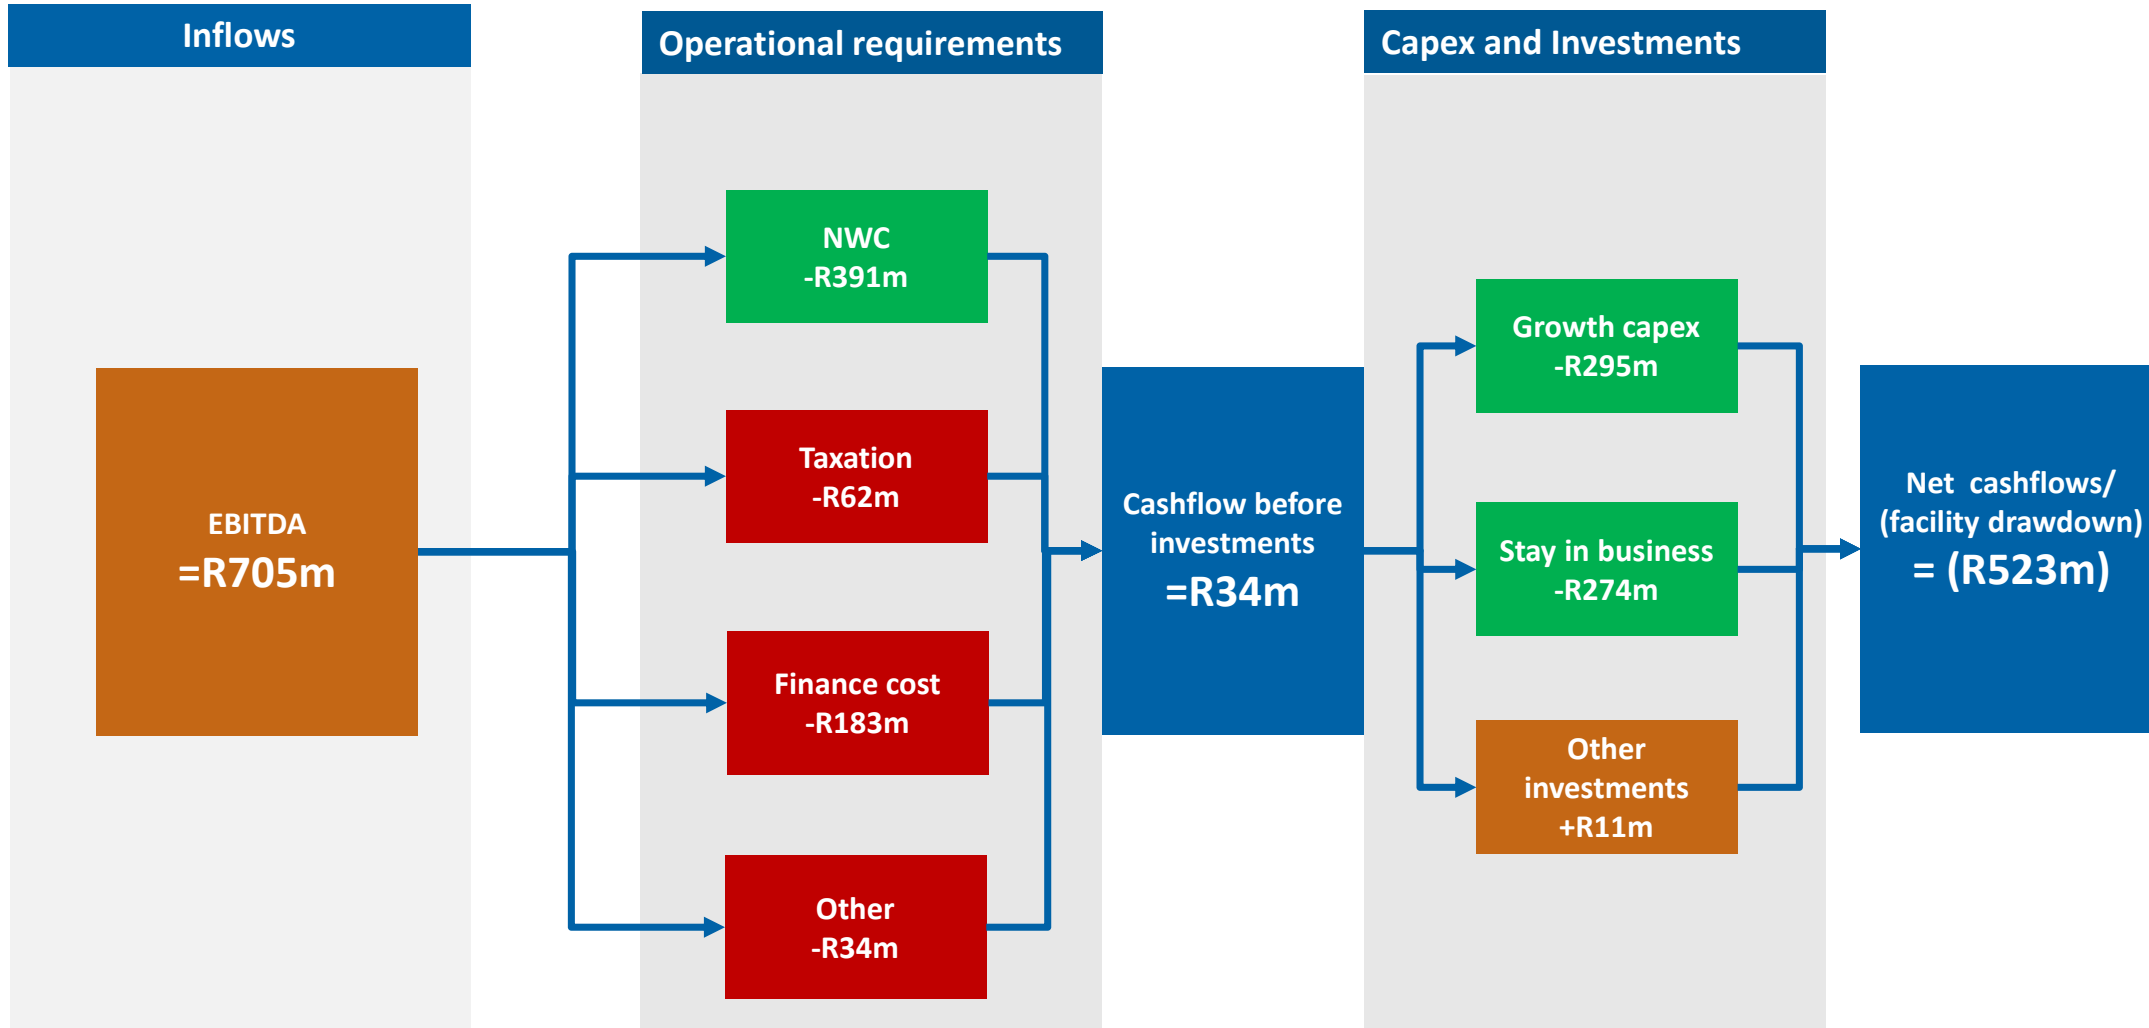 Inflows
Operational requirements
Capex and Investments
EBITDA
=R705m
NWC
-R391m
Taxation
-R62m
Finance cost
-R183m
Other
-R34m
Cashflow before
investments
=R34m
Growth capex
-R295m
Stay in business
-R274m
Other
investments
+R11m
Net  cashflows/
(facility drawdown)
= (R523m)